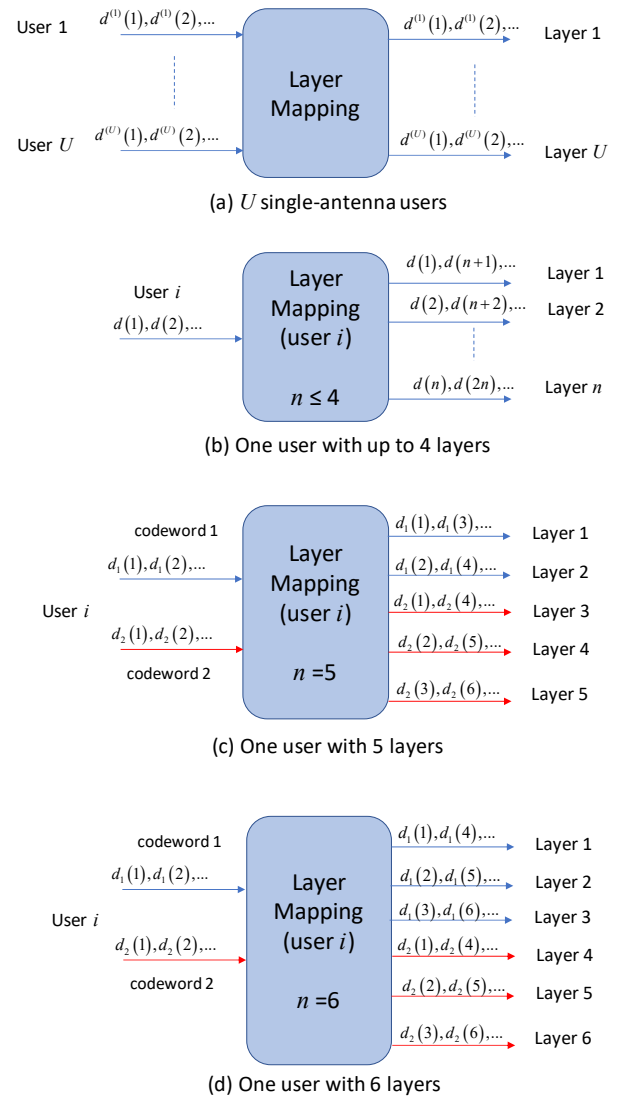 User 1 d^{(1)}(1), d^{(1)}(2),... Layer Mapping d^{(1)}(1), d^{(1)}(2),... Layer 1
User U d^{(U)}(1), d^{(U)}(2),... d^{(U)}(1), d^{(U)}(2),... Layer U
(a) U single-antenna users
User i
d(1), d(2),...
Layer
Mapping
(user i)
n ≤ 4
d(1), d(n+1),... Layer 1
d(2), d(n+2),... Layer 2
d(n), d(2n),... Layer n
(b) One user with up to 4 layers
codeword 1
d_1(1), d_1(2),...
User i
d_2(1), d_2(2),...
codeword 2
Layer
Mapping
(user i)
n =5
d_1(1), d_1(3),... Layer 1
d_1(2), d_1(4),... Layer 2
d_2(1), d_2(4),... Layer 3
d_2(2), d_2(5),... Layer 4
d_2(3), d_2(6),... Layer 5
(c) One user with 5 layers
codeword 1
d_1(1), d_1(2),...
User i
d_2(1), d_2(2),...
codeword 2
Layer
Mapping
(user i)
n =6
d_1(1), d_1(4),... Layer 1
d_1(2), d_1(5),... Layer 2
d_1(3), d_1(6),... Layer 3
d_2(1), d_2(4),... Layer 4
d_2(2), d_2(5),... Layer 5
d_2(3), d_2(6),... Layer 6
(d) One user with 6 layers